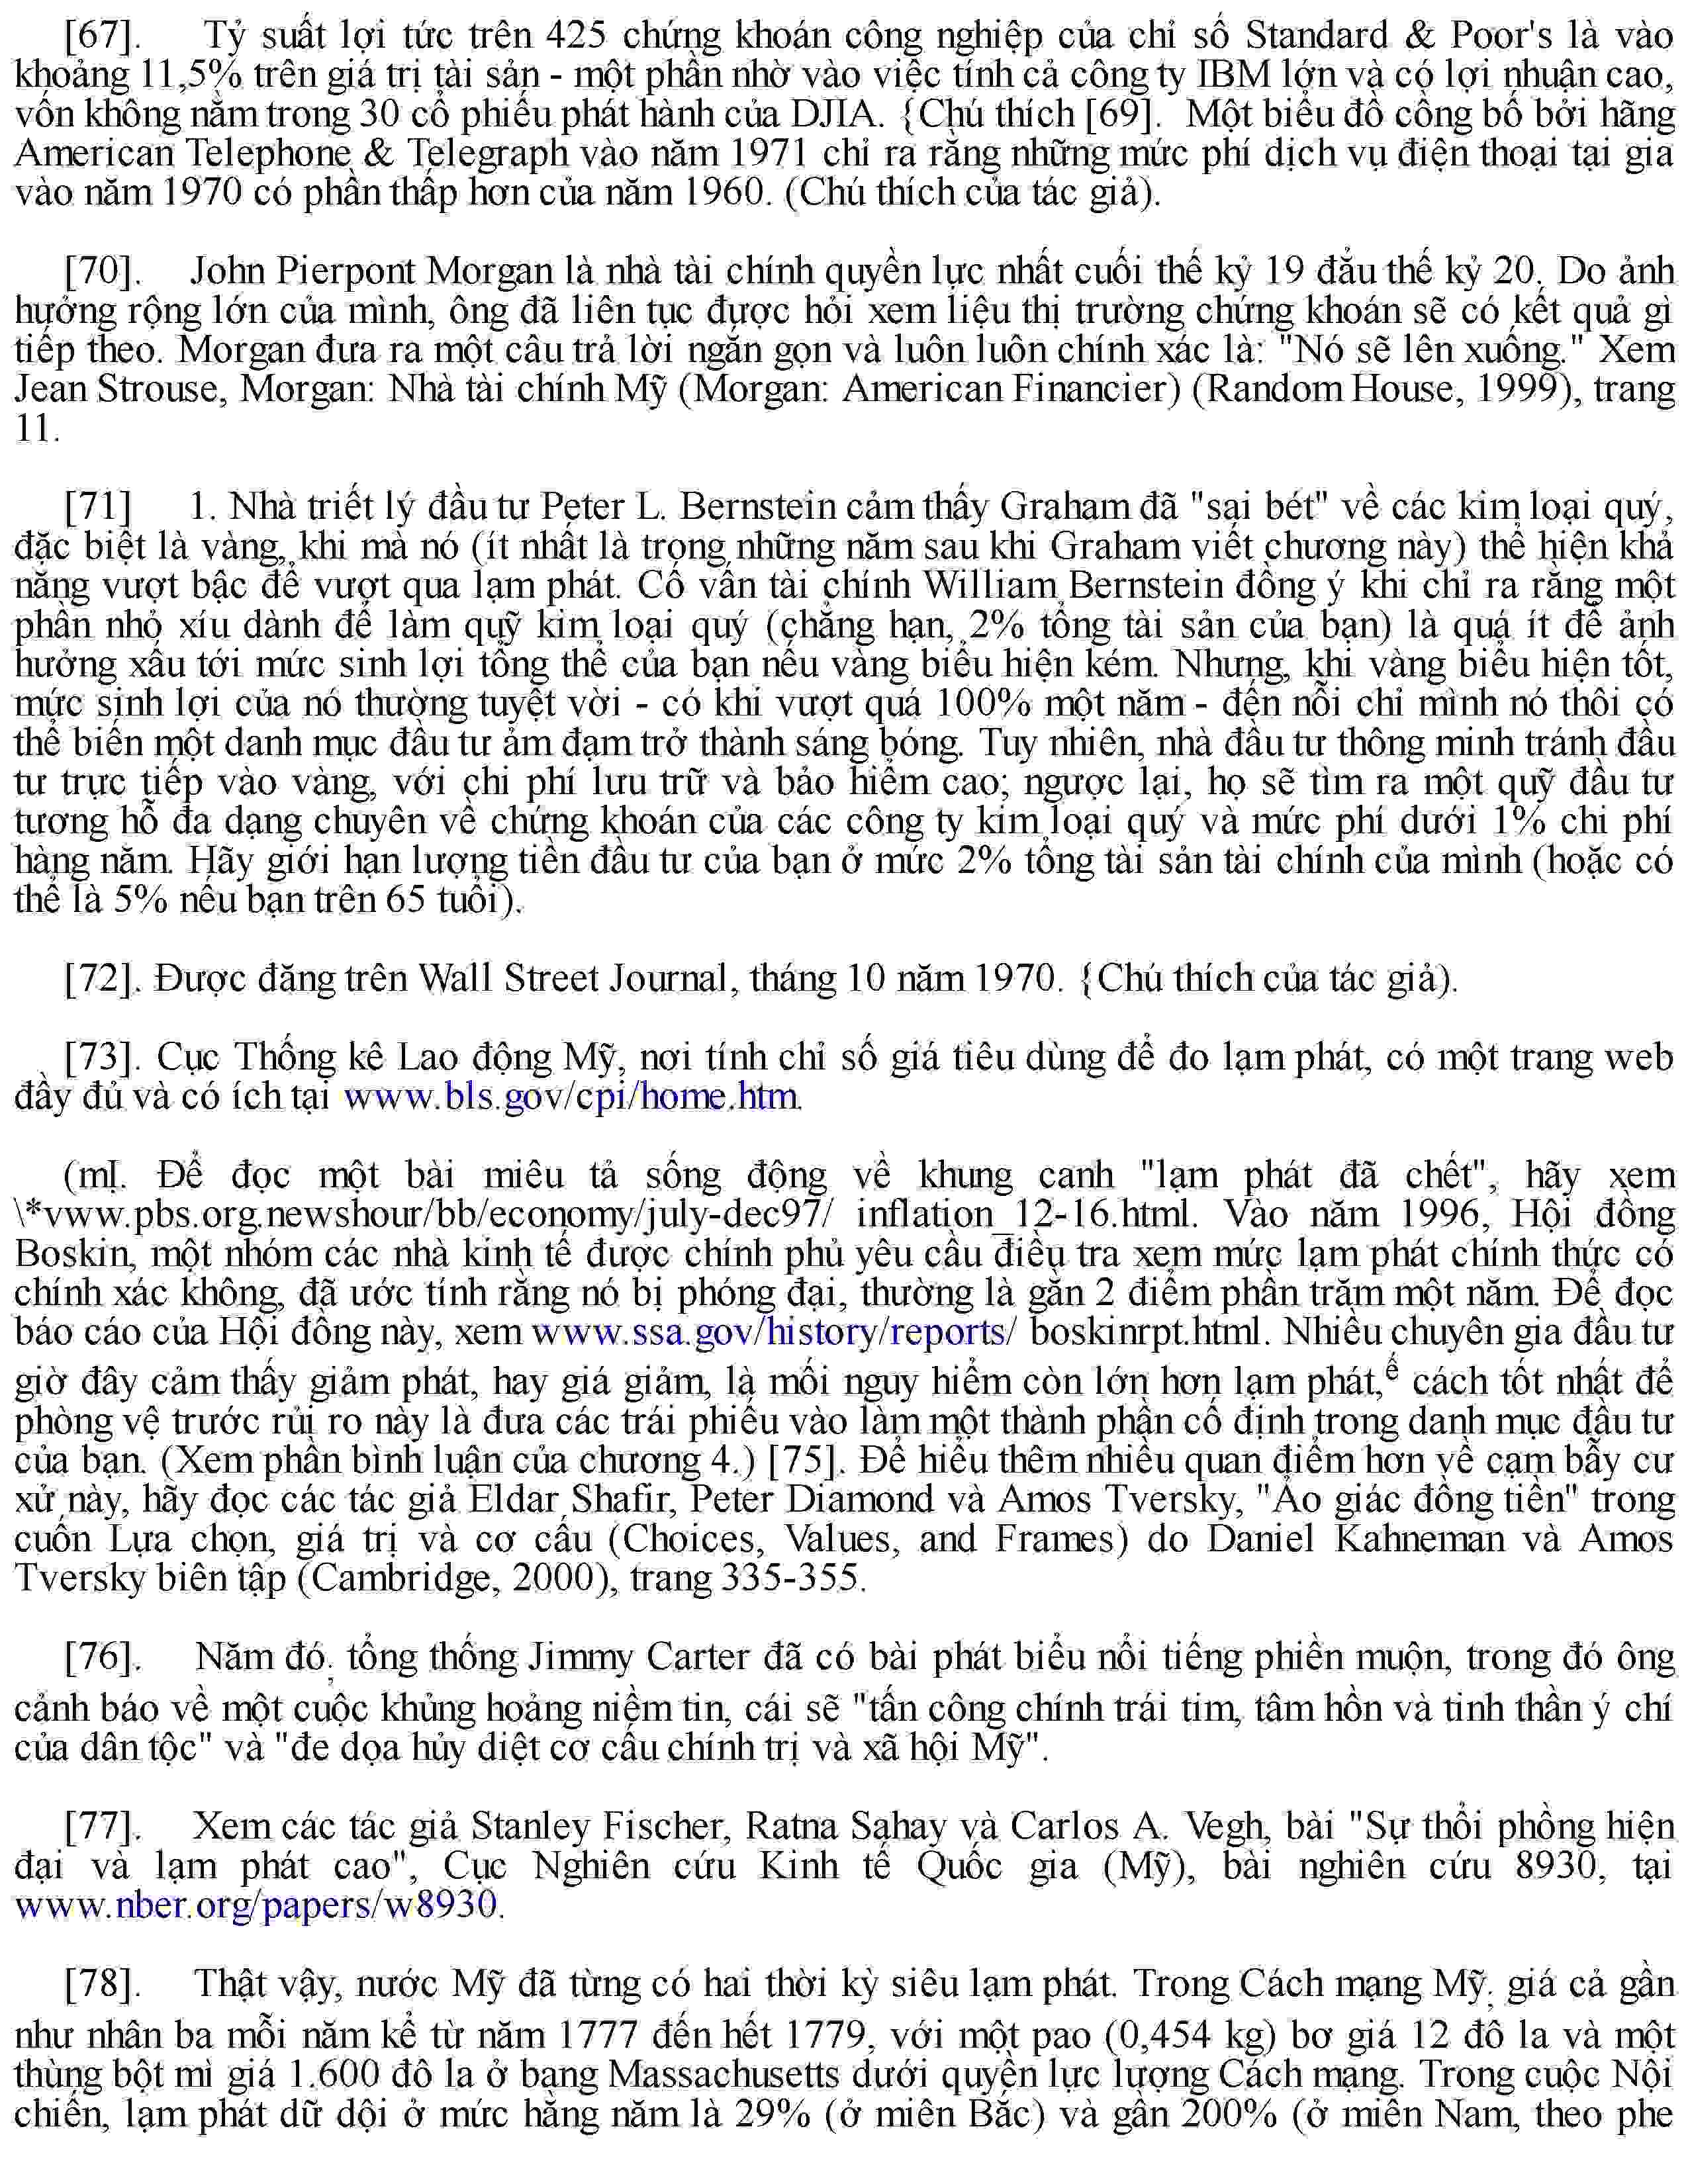 [67]. Tỷ suất lợi tức trên 425 chứng khoán công nghiệp của chỉ số Standard & Poor's là vào
khoảng 11,5% trên giá trị tài sản - một phần nhờ vào việc tính cả công ty IBM lớn và có lợi nhuận cao,
vốn không nằm trong 30 cổ phiếu phát hành của DJIA. {Chú thích [69]. Một biểu đồ công bố bởi hãng
American Telephone & Telegraph vào năm 1971 chỉ ra rằng những mức phí dịch vụ điện thoại tại gia
vào năm 1970 có phần thấp hơn của năm 1960. (Chú thích của tác giả).
[70]. John Pierpont Morgan là nhà tài chính quyền lực nhất cuối thế kỷ 19 đẳu thế kỷ 20. Do ảnh
hưởng rộng lớn của mình, ông đã liên tục được hỏi xem liệu thị trường chứng khoán sẽ có kết quả gì
tiếp theo. Morgan đưa ra một câu trả lời ngắn gọn và luôn luôn chính xác là: "Nó sẽ lên xuống." Xem
Jean Strouse, Morgan: Nhà tài chính Mỹ (Morgan: American Financier) (Random House, 1999), trang
11.
[71] 1. Nhà triết lý đầu tư Peter L. Bernstein cảm thấy Graham đã "sai bét" về các kim loại quý,
đặc biệt là vàng, khi mà nó (ít nhất là trong những năm sau khi Graham viết chương này) thể hiện khả
năng vượt bậc để vượt qua lạm phát. Cố vấn tài chính William Bernstein đồng ý khi chỉ ra rằng một
phần nhỏ xíu dành để làm quỹ kim loại quý (chẳng hạn, 2% tổng tài sản của bạn) là quá ít để ảnh
hưởng xấu tới mức sinh lợi tổng thể của bạn nếu vàng biểu hiện kém. Nhưng, khi vàng biểu hiện tốt,
mức sinh lợi của nó thường tuyệt vời - có khi vượt quá 100% một năm - đến nỗi chỉ mình nó thôi có
thể biến một danh mục đầu tư ảm đạm trở thành sáng bóng. Tuy nhiên, nhà đầu tư thông minh tránh đầu
tư trực tiếp vào vàng, với chi phí lưu trữ và bảo hiểm cao; ngược lại, họ sẽ tìm ra một quỹ đầu tư
tương hỗ đa dạng chuyên về chứng khoán của các công ty kim loại quý và mức phí dưới 1% chi phí
hàng năm. Hãy giới hạn lượng tiền đầu tư của bạn ở mức 2% tổng tài sản tài chính của mình (hoặc có
thể là 5% nếu bạn trên 65 tuổi).
[72]. Được đăng trên Wall Street Journal, tháng 10 năm 1970. {Chú thích của tác giả).
[73]. Cục Thống kê Lao động Mỹ, nơi tính chỉ số giá tiêu dùng để đo lạm phát, có một trang web
đầy đủ và có ích tại www.bls.gov/cpi/home.htm.
(mỊ. Để đọc một bài miêu tả sống động về khung canh "lạm phát đã chết", hãy xem
\*vww.pbs.org.newshour/bb/economy/july-dec97/ inflation_12-16.html. Vào năm 1996, Hội đồng
Boskin, một nhóm các nhà kinh tế được chính phủ yêu cầu điều tra xem mức lạm phát chính thức có
chính xác không, đã ước tính rằng nó bị phóng đại, thường là gần 2 điểm phần trăm một năm. Để đọc
báo cáo của Hội đồng này, xem www.ssa.gov/history/reports/ boskinrpt.html. Nhiều chuyên gia đầu tư
giờ đây cảm thấy giảm phát, hay giá giảm, là mối nguy hiểm còn lớn hơn lạm phát,ế cách tốt nhất để
phòng vệ trước rủi ro này là đưa các trái phiếu vào làm một thành phần cố định trong danh mục đầu tư
của bạn. (Xem phần bình luận của chương 4.) [75]. Để hiểu thêm nhiều quan điểm hơn về cạm bẫy cư
xử này, hãy đọc các tác giả Eldar Shafir, Peter Diamond và Amos Tversky, "Ảo giác đồng tiền" trong
cuốn Lựa chọn, giá trị và cơ cấu (Choices, Values, and Frames) do Daniel Kahneman và Amos
Tversky biên tập (Cambridge, 2000), trang 335-355.
[76]. Năm đó, tổng thống Jimmy Carter đã có bài phát biểu nổi tiếng phiền muộn, trong đó ông
cảnh báo về một cuộc khủng hoảng niềm tin, cái sẽ "tấn công chính trái tim, tâm hồn và tinh thần ý chí
của dân tộc" và "đe dọa hủy diệt cơ cấu chính trị và xã hội Mỹ".
[77]. Xem các tác giả Stanley Fischer, Ratna Sahay và Carlos A. Vegh, bài "Sự thổi phồng hiện
đại và lạm phát cao", Cục Nghiên cứu Kinh tế Quốc gia (Mỹ), bài nghiên cứu 8930, tại
www.nber.org/papers/w8930.
[78]. Thật vậy, nước Mỹ đã từng có hai thời kỳ siêu lạm phát. Trong Cách mạng Mỹ, giá cả gần
như nhân ba mỗi năm kể từ năm 1777 đến hết 1779, với một pao (0,454 kg) bơ giá 12 đô la và một
thùng bột mì giá 1.600 đô la ở bang Massachusetts dưới quyền lực lượng Cách mạng. Trong cuộc Nội
chiến, lạm phát dữ dội ở mức hằng năm là 29% (ở miên Bắc) và gần 200% (ở miền Nam, theo phe